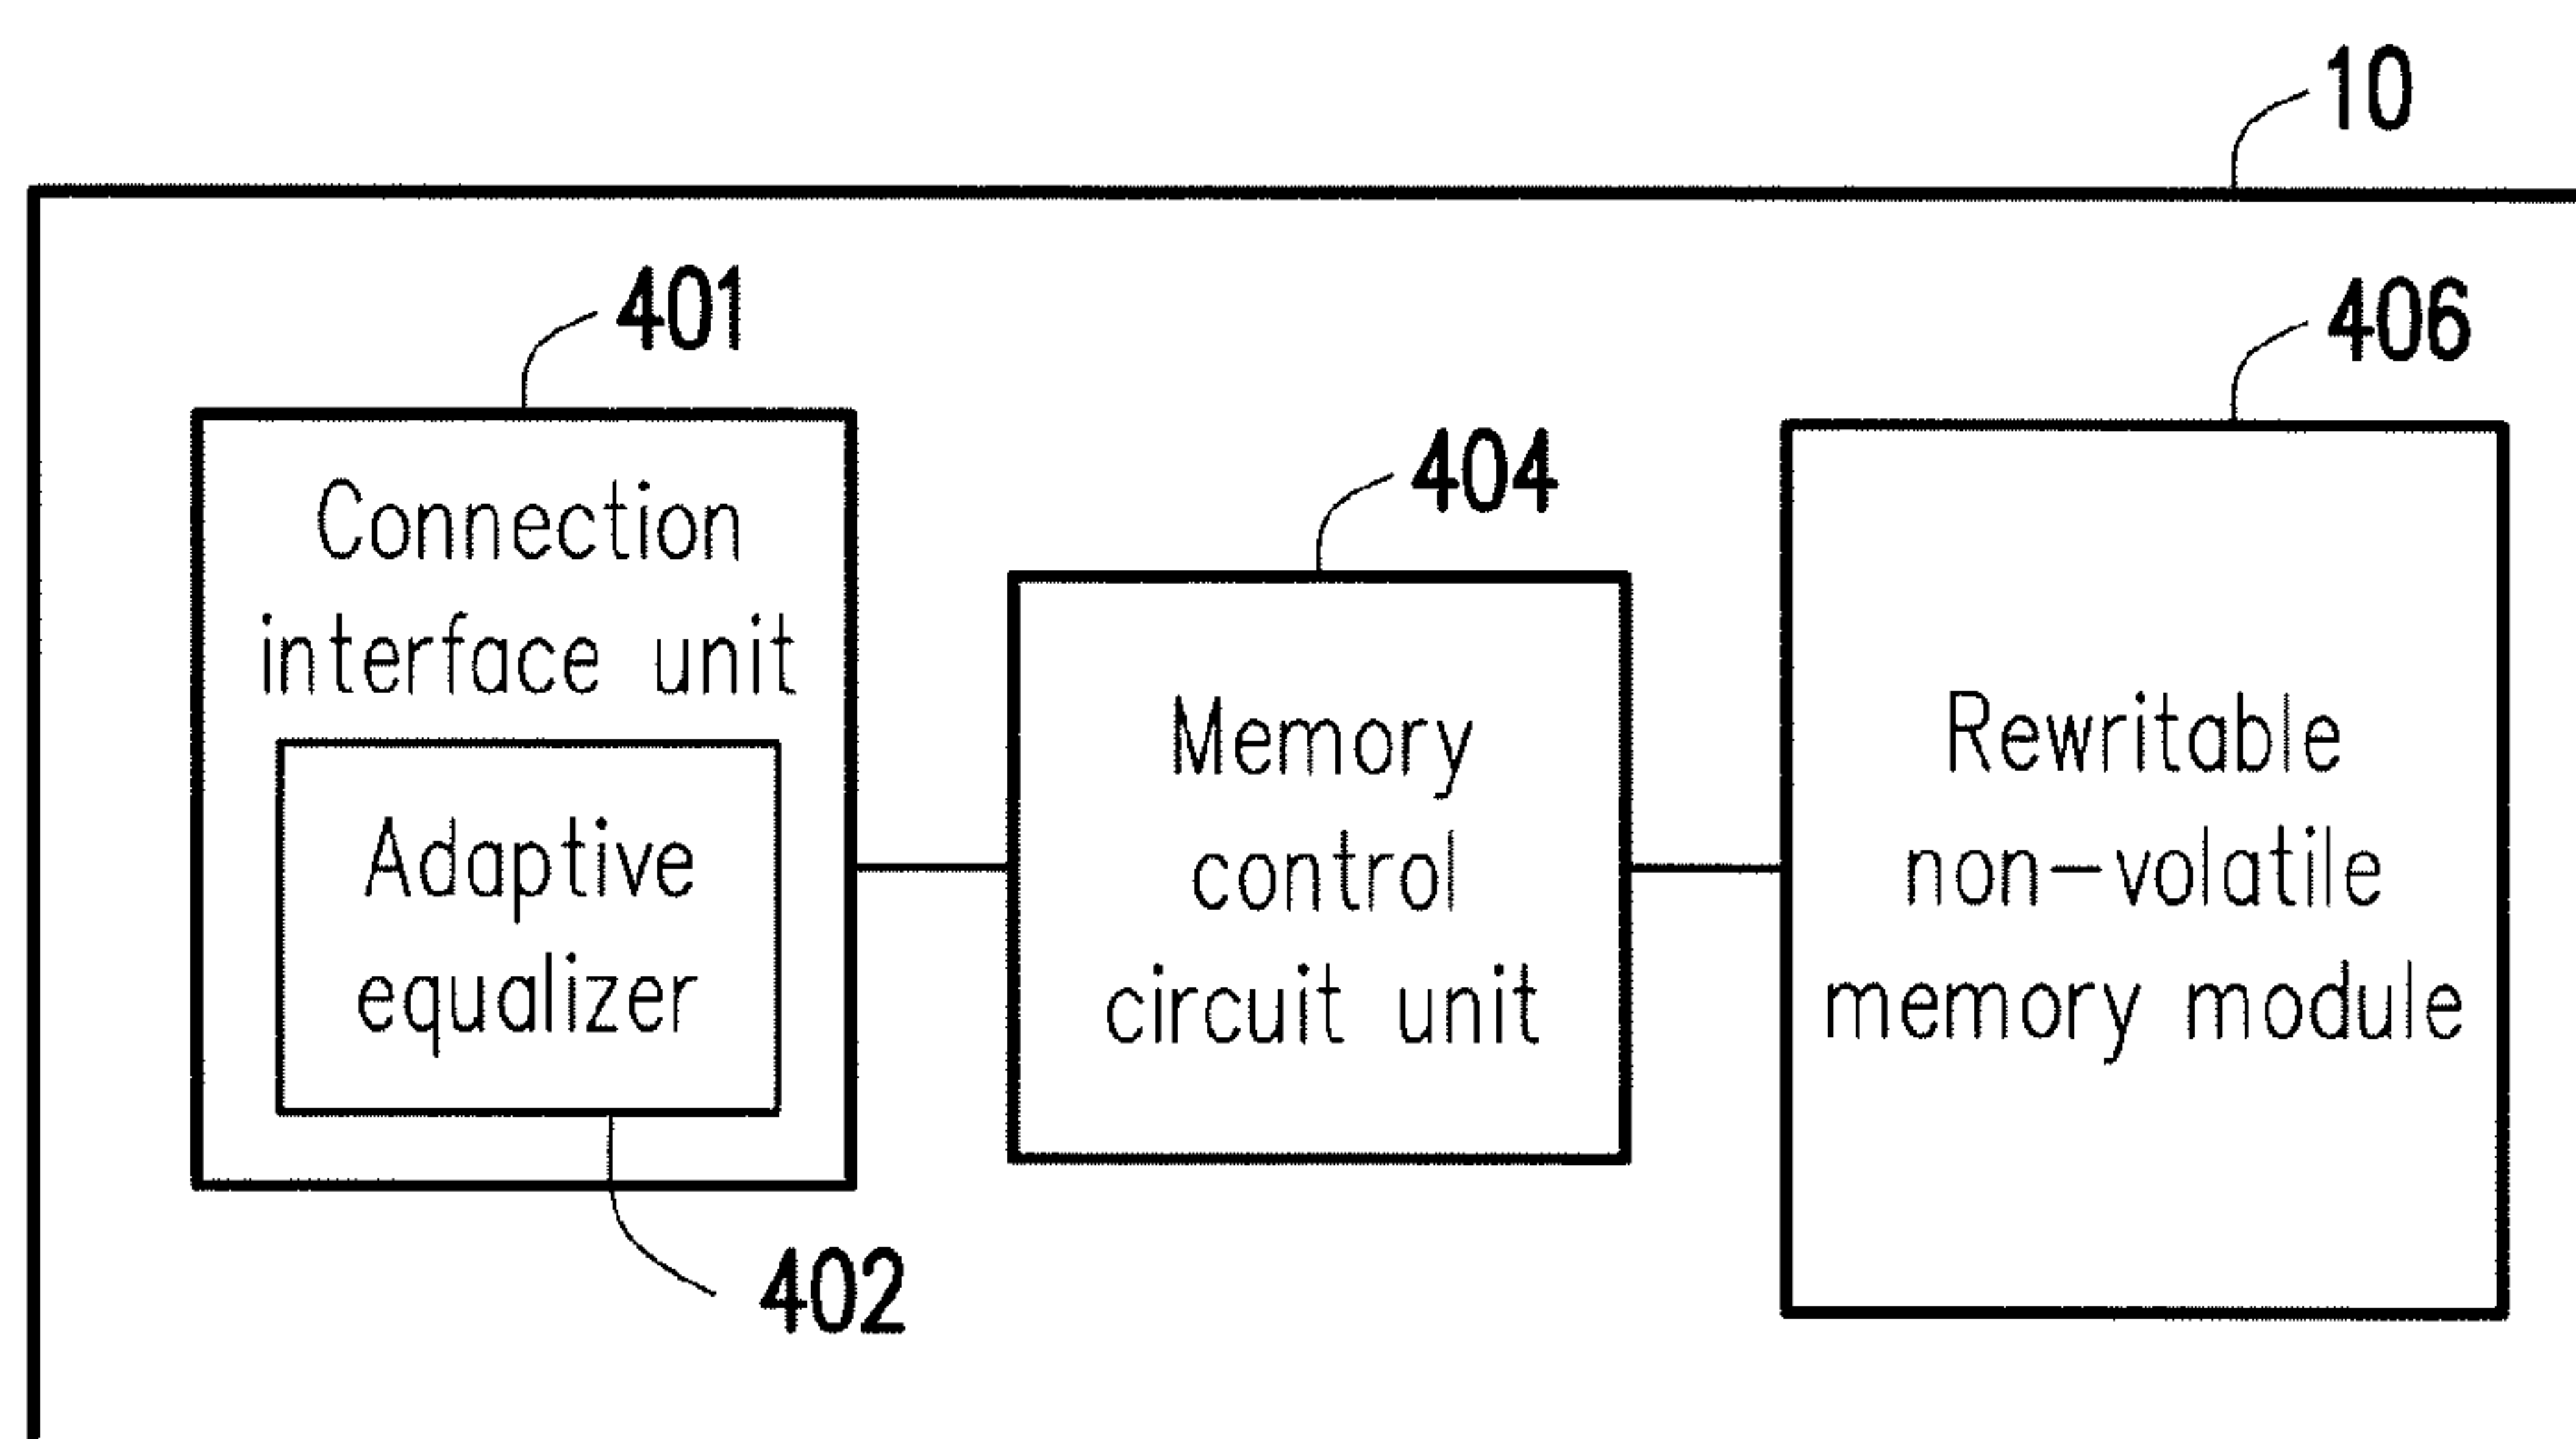 10
401
406
404
Connection
interface unit
Adaptive
equalizer
Memory
control
circuit unit
Rewritable
non-volatile
memory module
402